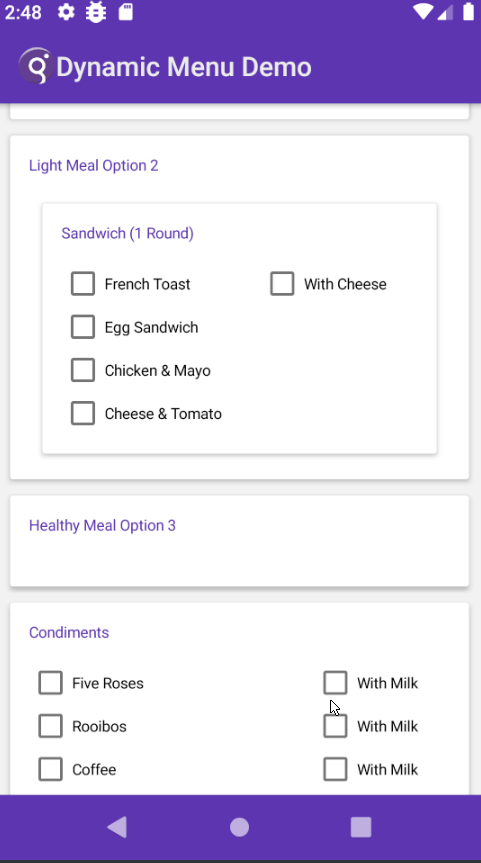 2:48
Dynamic Menu Demo
Light Meal Option 2
Sandwich (1 Round)
French Toast With Cheese
Egg Sandwich
Chicken & Mayo
Cheese & Tomato
Healthy Meal Option 3
Condiments
Five Roses With Milk
Rooibos With Milk
Coffee With Milk